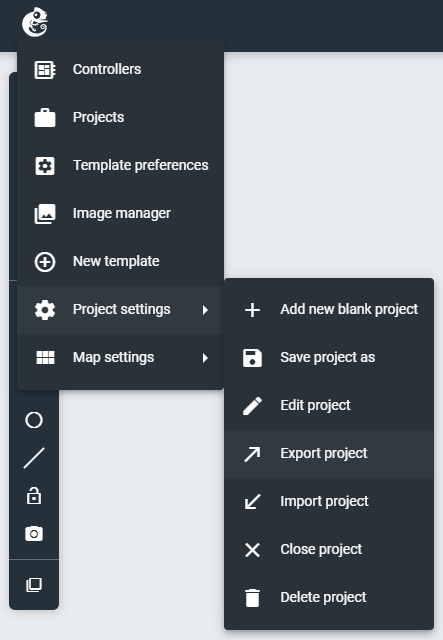 Controllers
Projects
Template preferences
Image manager
New template
Project settings
Map settings
Add new blank project
Save project as
Edit project
Export project
Import project
Close project
Delete project